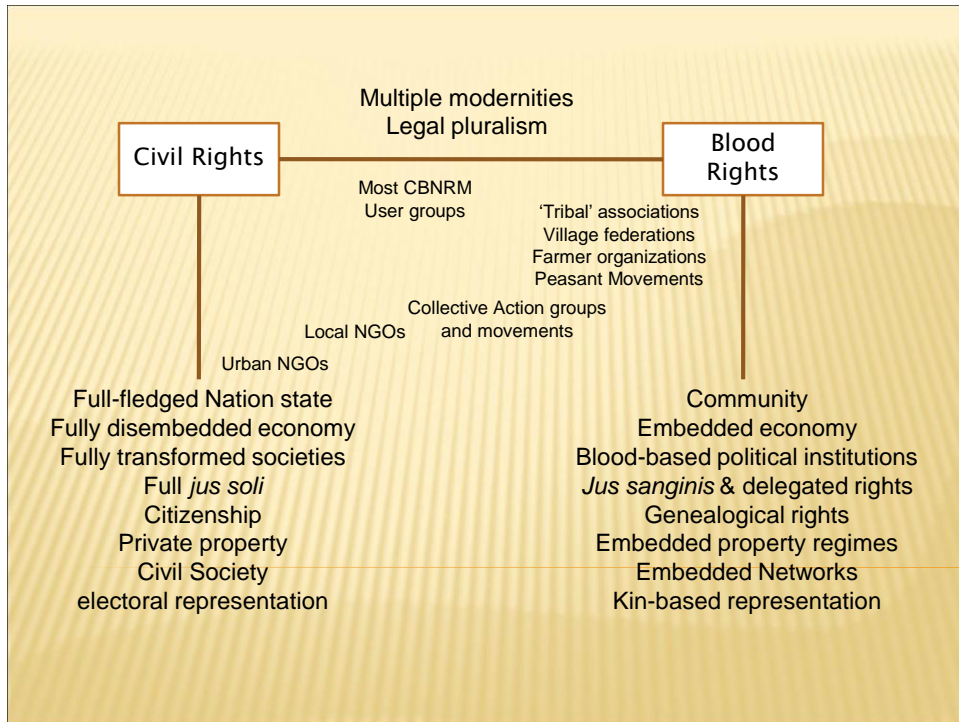 Multiple modernities
Legal pluralism
Civil Rights
Blood
Rights
Most CBNRM
User groups
‘Tribal’ associations
Village federations
Farmer organizations
Peasant Movements
Collective Action groups
and movements
Local NGOs
Urban NGOs
Full-fledged Nation state
Fully disembedded economy
Fully transformed societies
Full jus soli
Citizenship
Private property
Civil Society
electoral representation
Community
Embedded economy
Blood-based political institutions
Jus sanginis & delegated rights
Genealogical rights
Embedded property regimes
Embedded Networks
Kin-based representation